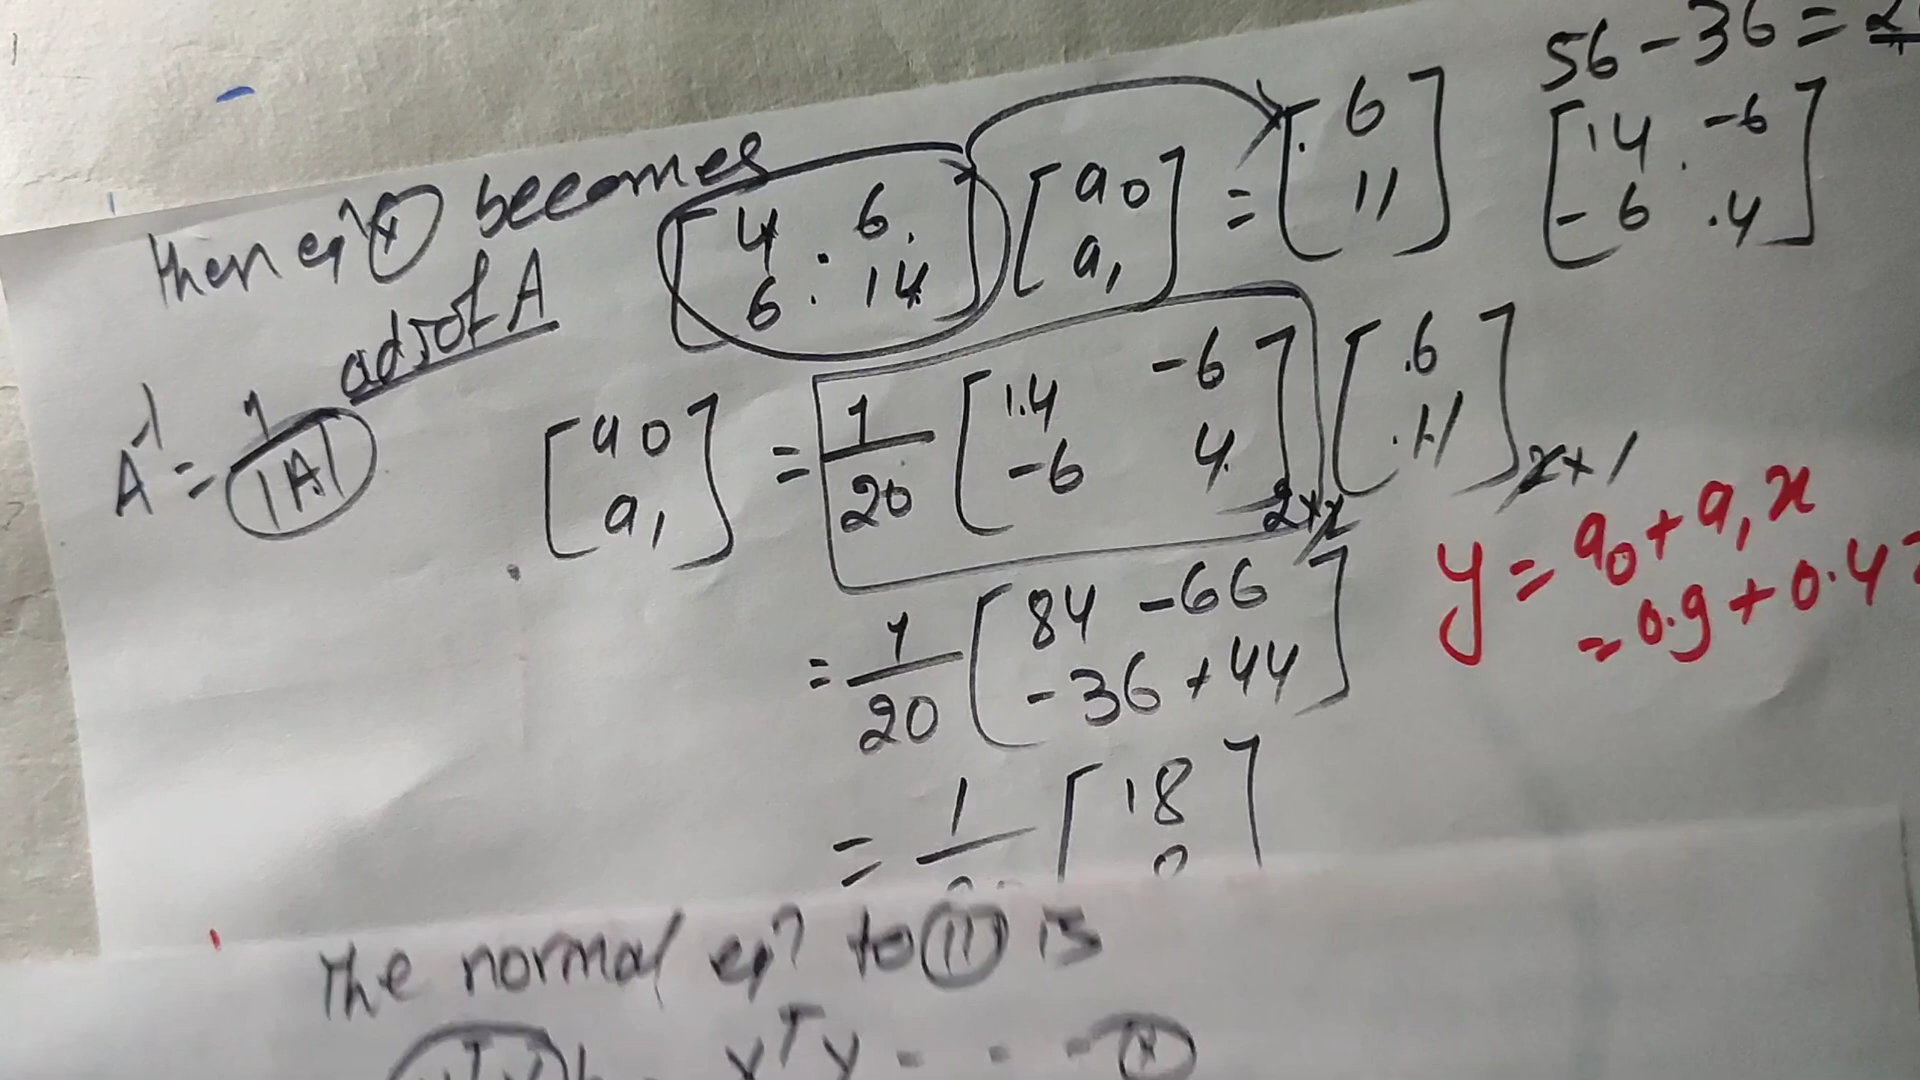 56 - 36 =
then eqⁿ (*) becomes [4 6; 6 14] [a0; a1] = [6; 11] [14 -6; -6 4]
A⁻¹ = 1/|A| adj of A
[a0; a1] = 1/20 [14 -6; -6 4]2×2 [6; 11]2×1
y = a0 + a1x
= 0.9 + 0.4
= 1/20 [84 - 66; -36 + 44]
= 1/ [18;
The normal eqⁿ to (11) is
XᵀY - - - (*)